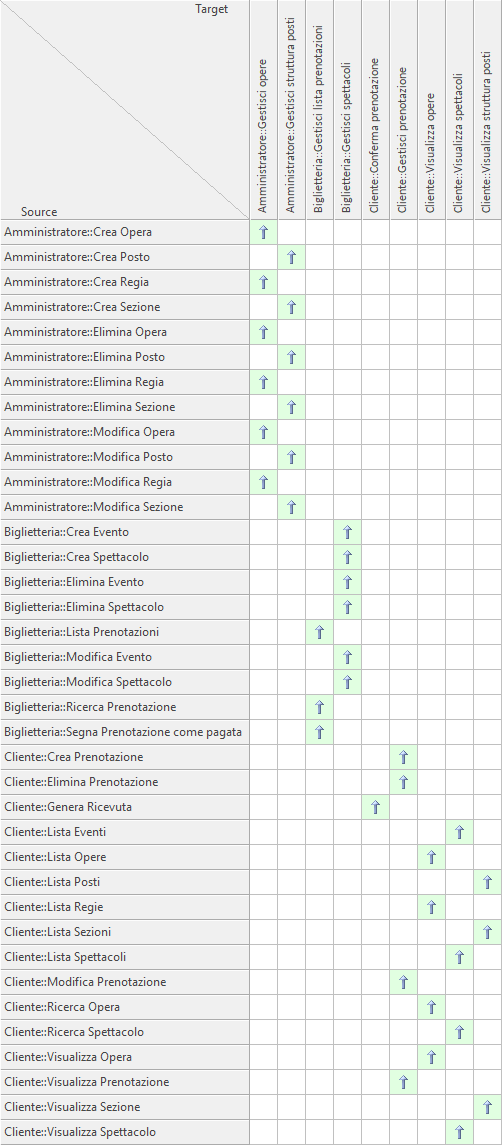 Target
Source
Amministratore::Gestisci opere
Amministratore::Gestisci struttura posti
Biglietteria::Gestisci lista prenotazioni
Biglietteria::Gestisci spettacoli
Cliente::Conferma prenotazione
Cliente::Gestisci prenotazione
Cliente::Visualizza opere
Cliente::Visualizza spettacoli
Cliente::Visualizza struttura posti
Amministratore::Crea Opera
Amministratore::Crea Posto
Amministratore::Crea Regia
Amministratore::Crea Sezione
Amministratore::Elimina Opera
Amministratore::Elimina Posto
Amministratore::Elimina Regia
Amministratore::Elimina Sezione
Amministratore::Modifica Opera
Amministratore::Modifica Posto
Amministratore::Modifica Regia
Amministratore::Modifica Sezione
Biglietteria::Crea Evento
Biglietteria::Crea Spettacolo
Biglietteria::Elimina Evento
Biglietteria::Elimina Spettacolo
Biglietteria::Lista Prenotazioni
Biglietteria::Modifica Evento
Biglietteria::Modifica Spettacolo
Biglietteria::Ricerca Prenotazione
Biglietteria::Segna Prenotazione come pagata
Cliente::Crea Prenotazione
Cliente::Elimina Prenotazione
Cliente::Genera Ricevuta
Cliente::Lista Eventi
Cliente::Lista Opere
Cliente::Lista Posti
Cliente::Lista Regie
Cliente::Lista Sezioni
Cliente::Lista Spettacoli
Cliente::Modifica Prenotazione
Cliente::Ricerca Opera
Cliente::Ricerca Spettacolo
Cliente::Visualizza Opera
Cliente::Visualizza Prenotazione
Cliente::Visualizza Sezione
Cliente::Visualizza Spettacolo